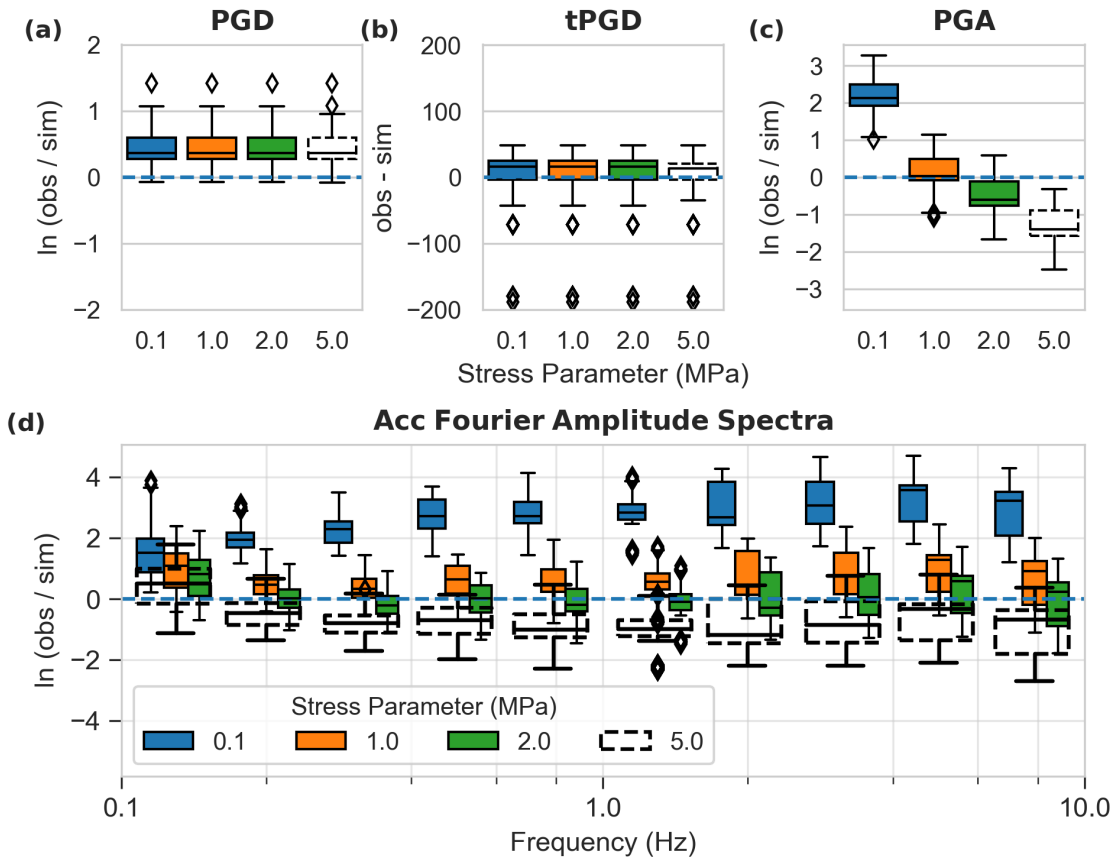 (a) PGD (b) tPGD (c) PGA
2 200 3
1 100 2
0 0 1
−1 −100 0
−2 −200 −1
−2
−3
ln (obs / sim) obs - sim ln (obs / sim)
0.1 1.0 2.0 5.0 0.1 1.0 2.0 5.0 0.1 1.0 2.0 5.0
Stress Parameter (MPa)
(d) Acc Fourier Amplitude Spectra
4
2
0
−2
−4
ln (obs / sim)
Stress Parameter (MPa)
0.1 1.0 2.0 5.0
0.1 1.0 10.0
Frequency (Hz)